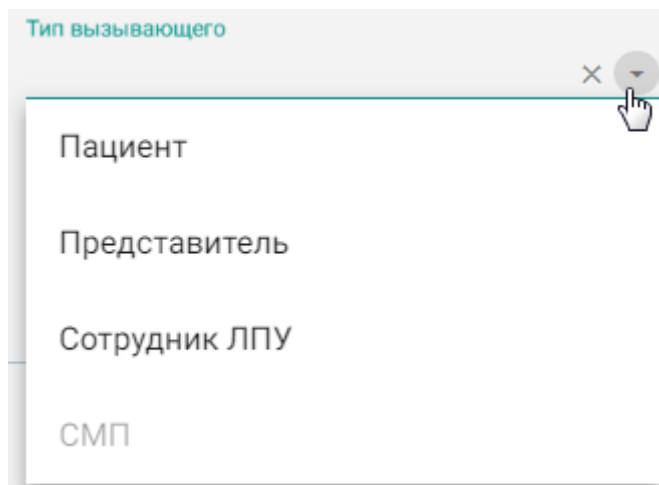 Тип вызывающего
Пациент
Представитель
Сотрудник ЛПУ
СМП